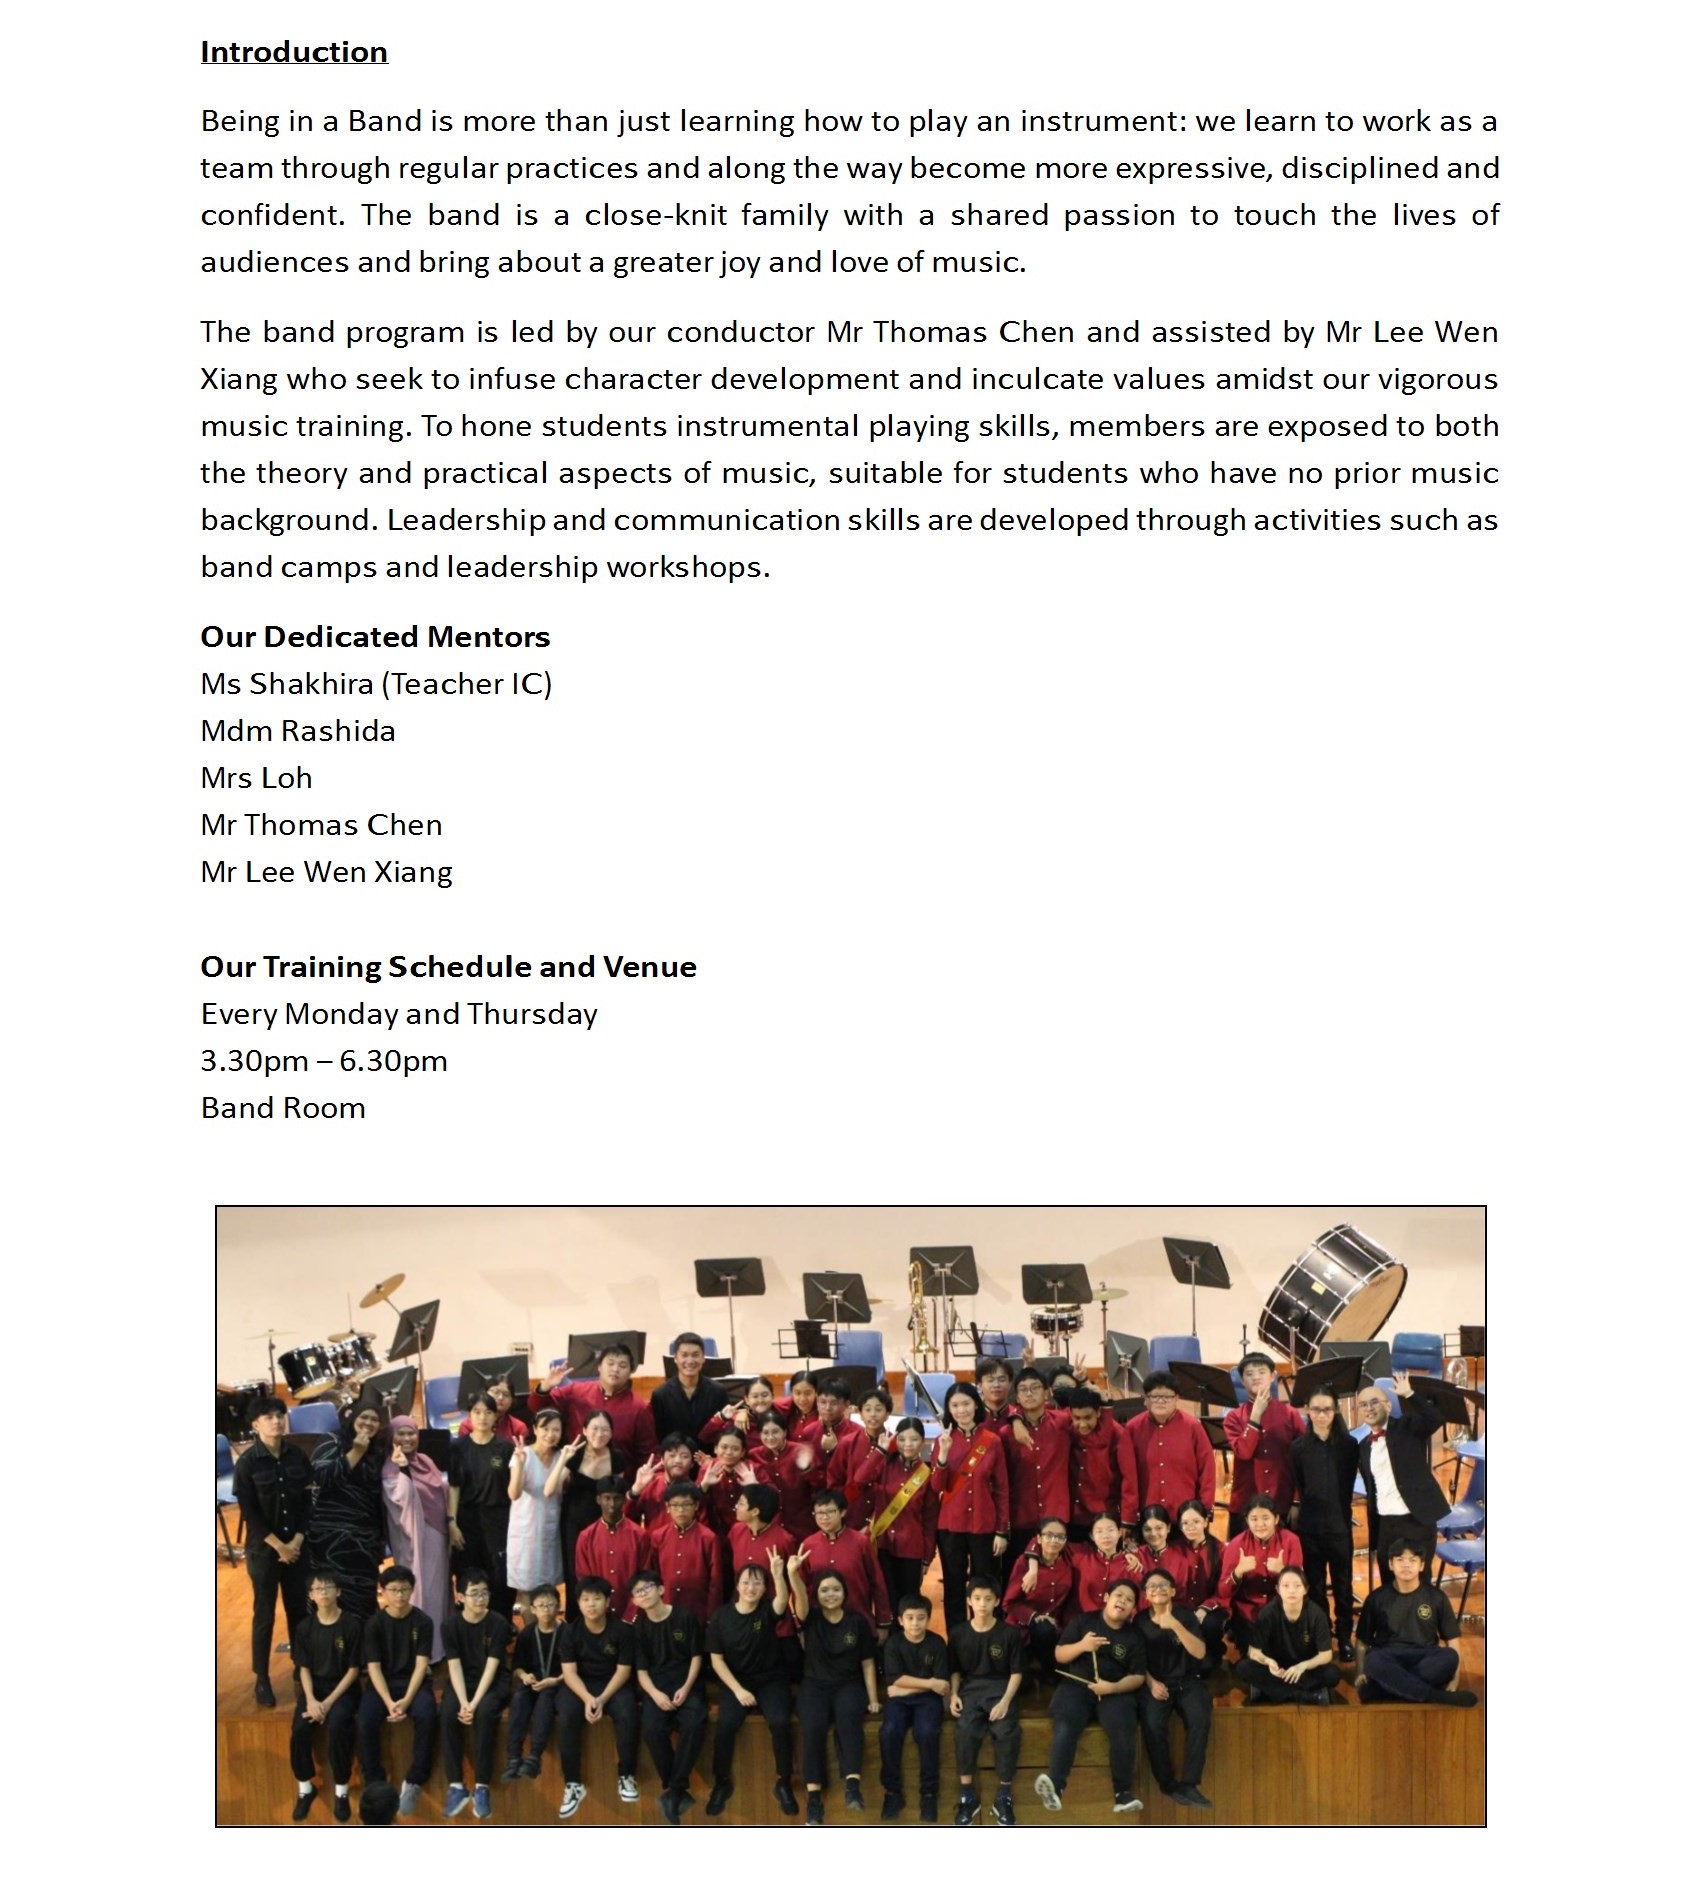 Introduction
Being in a Band is more than just learning how to play an instrument: we learn to work as a
team through regular practices and along the way become more expressive, disciplined and
confident. The band is a close-knit family with a shared passion to touch the lives of
audiences and bring about a greater joy and love of music.
The band program is led by our conductor Mr Thomas Chen and assisted by Mr Lee Wen
Xiang who seek to infuse character development and inculcate values amidst our vigorous
music training. To hone students instrumental playing skills, members are exposed to both
the theory and practical aspects of music, suitable for students who have no prior music
background. Leadership and communication skills are developed through activities such as
band camps and leadership workshops.
Our Dedicated Mentors
Ms Shakhira (Teacher IC)
Mdm Rashida
Mrs Loh
Mr Thomas Chen
Mr Lee Wen Xiang
Our Training Schedule and Venue
Every Monday and Thursday
3.30pm – 6.30pm
Band Room